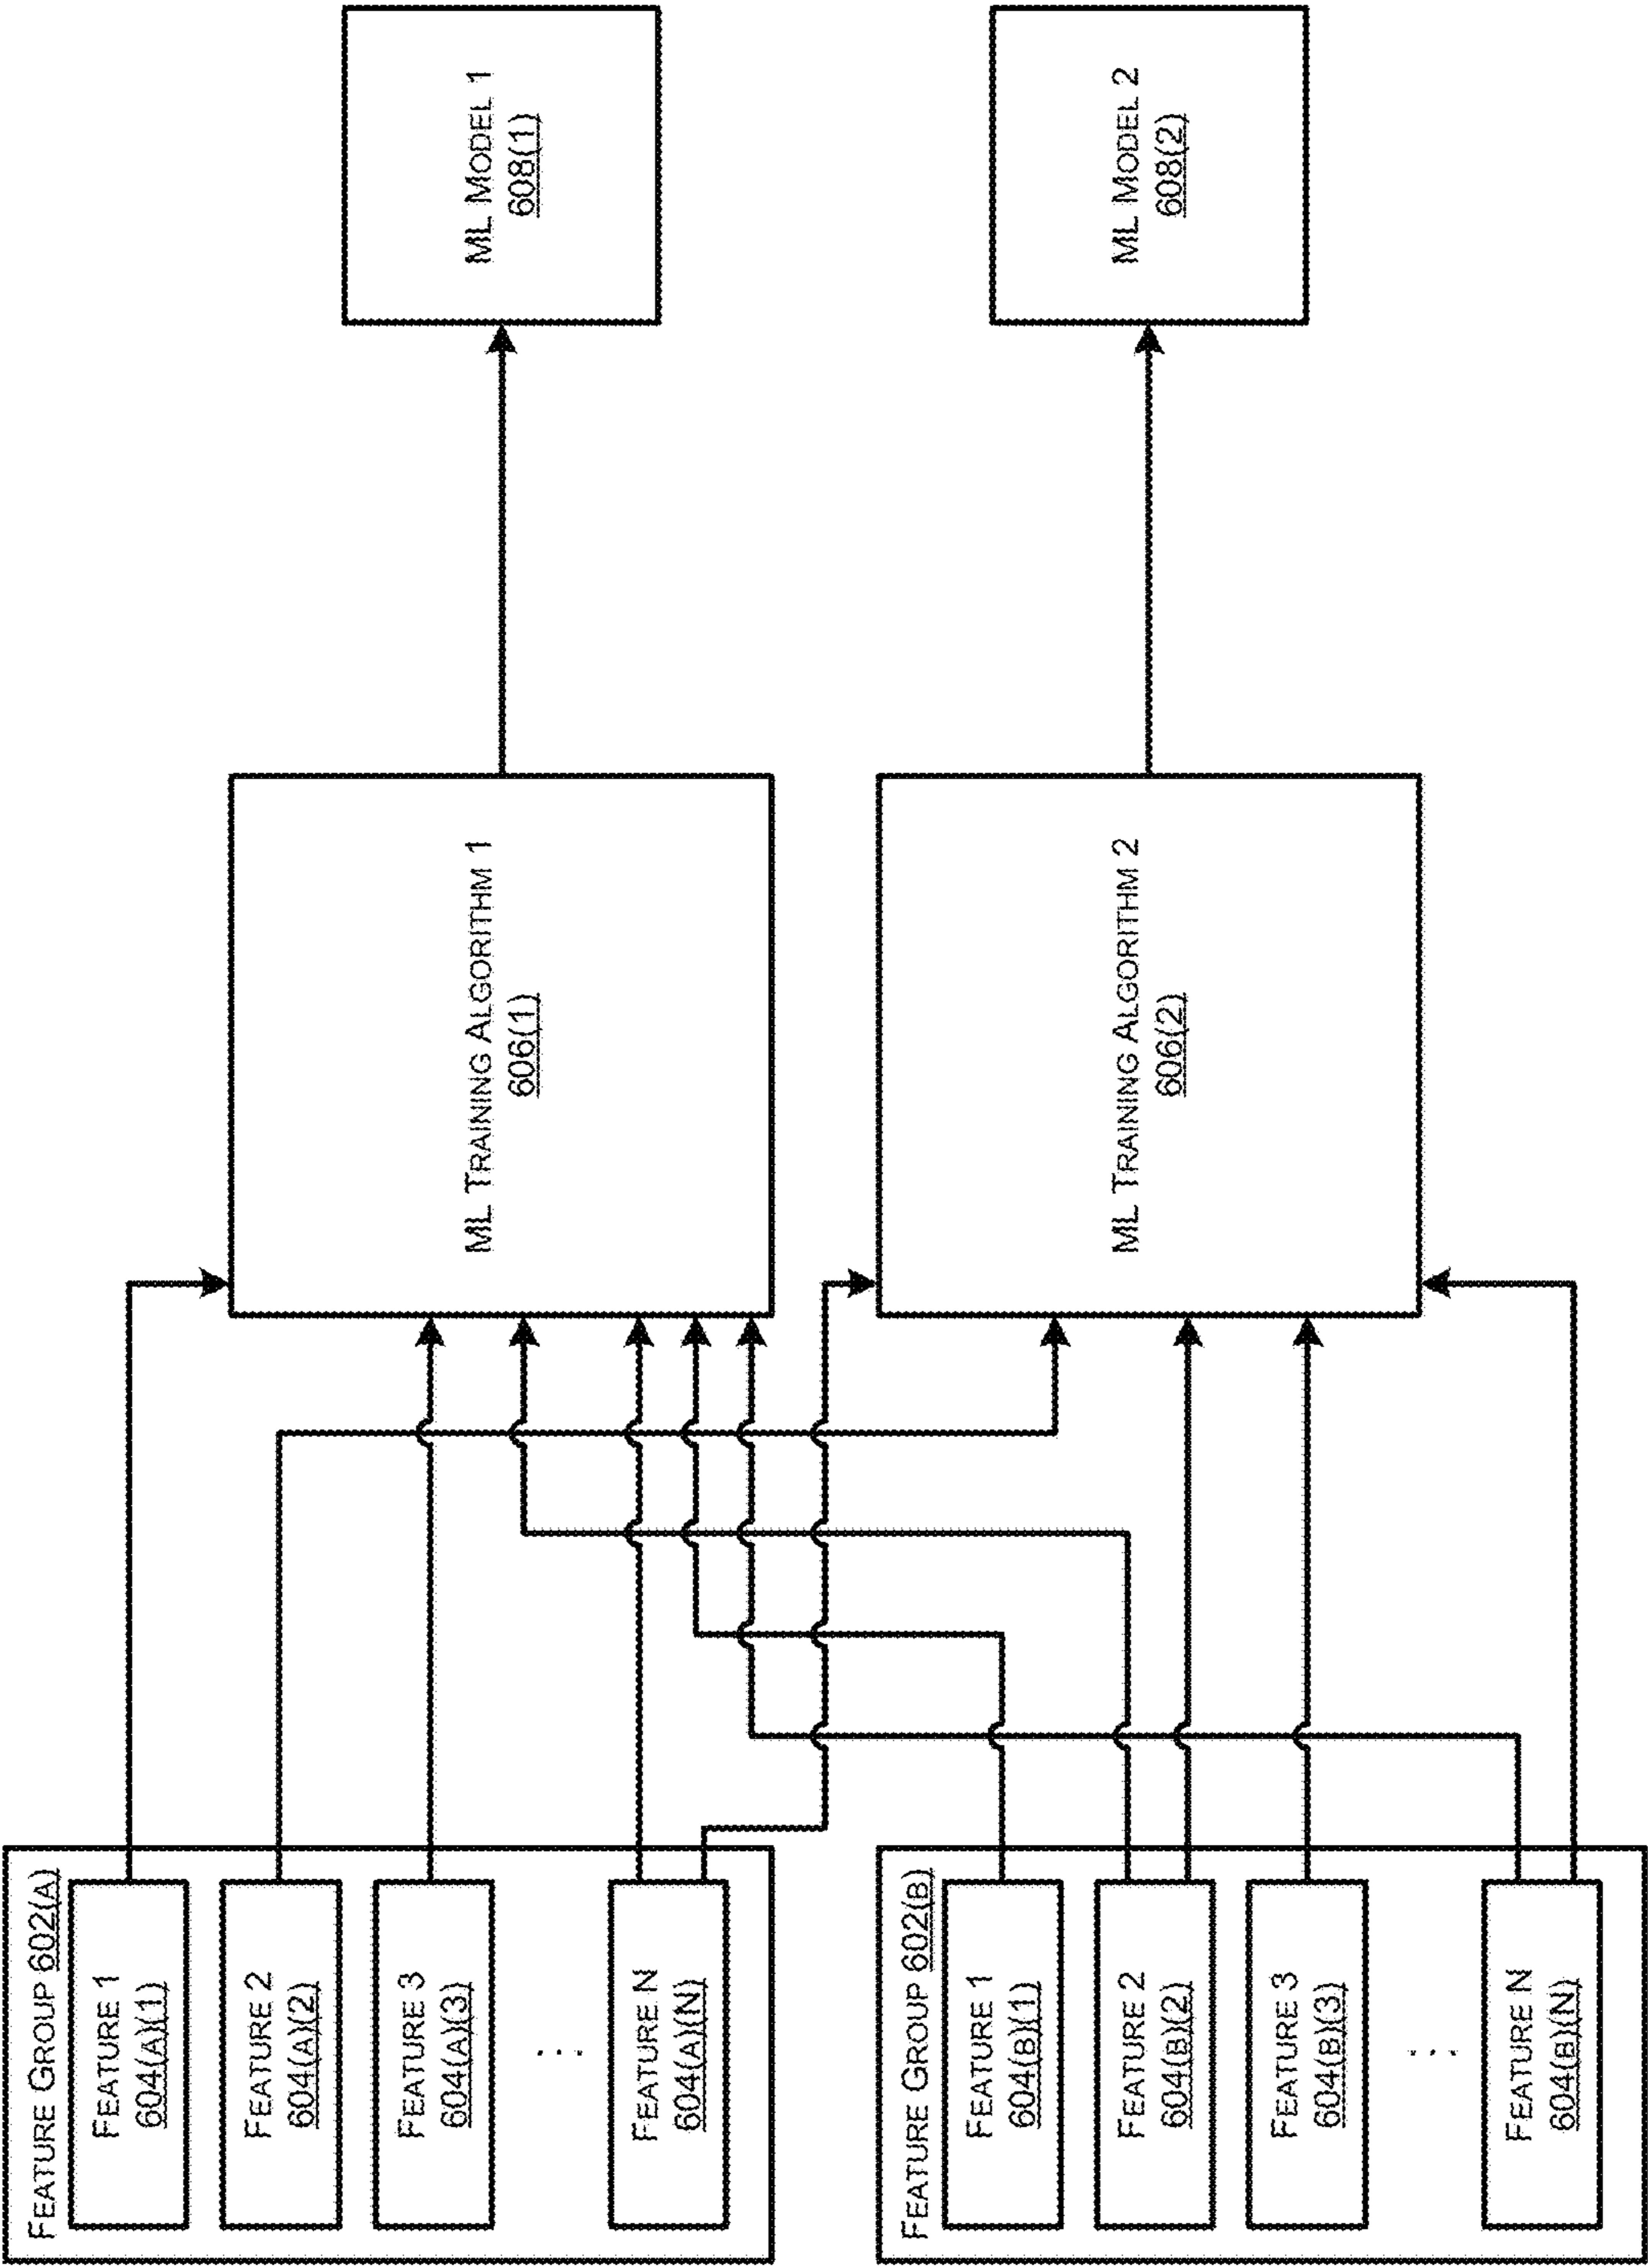 FEATURE GROUP 602(A)
FEATURE 1
604(A)(1)
FEATURE 2
604(A)(2)
FEATURE 3
604(A)(3)
...
FEATURE N
604(A)(N)
FEATURE GROUP 602(B)
FEATURE 1
604(B)(1)
FEATURE 2
604(B)(2)
FEATURE 3
604(B)(3)
...
FEATURE N
604(B)(N)
ML TRAINING ALGORITHM 1
606(1)
ML TRAINING ALGORITHM 2
606(2)
ML MODEL 1
608(1)
ML MODEL 2
608(2)